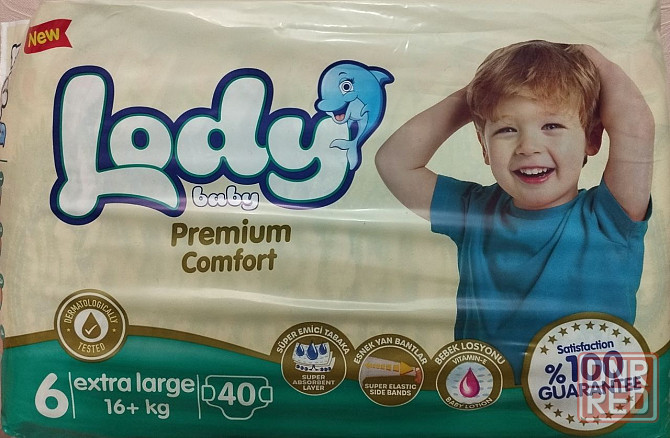 New
Lody
baby
Premium
Comfort
DERMATOLOGICALLY
TESTED
6
extra large
16+ kg
40
SÜPER EMİCİ TABAKA
SUPER
ABSORBENT
LAYER
ESNEK YAN BANTLAR
SUPER ELASTIC
SIDE BANDS
BEBEK LOSYONU
VITAMIN-E
BABY LOTION
Satisfaction
%100
GUARANTEE